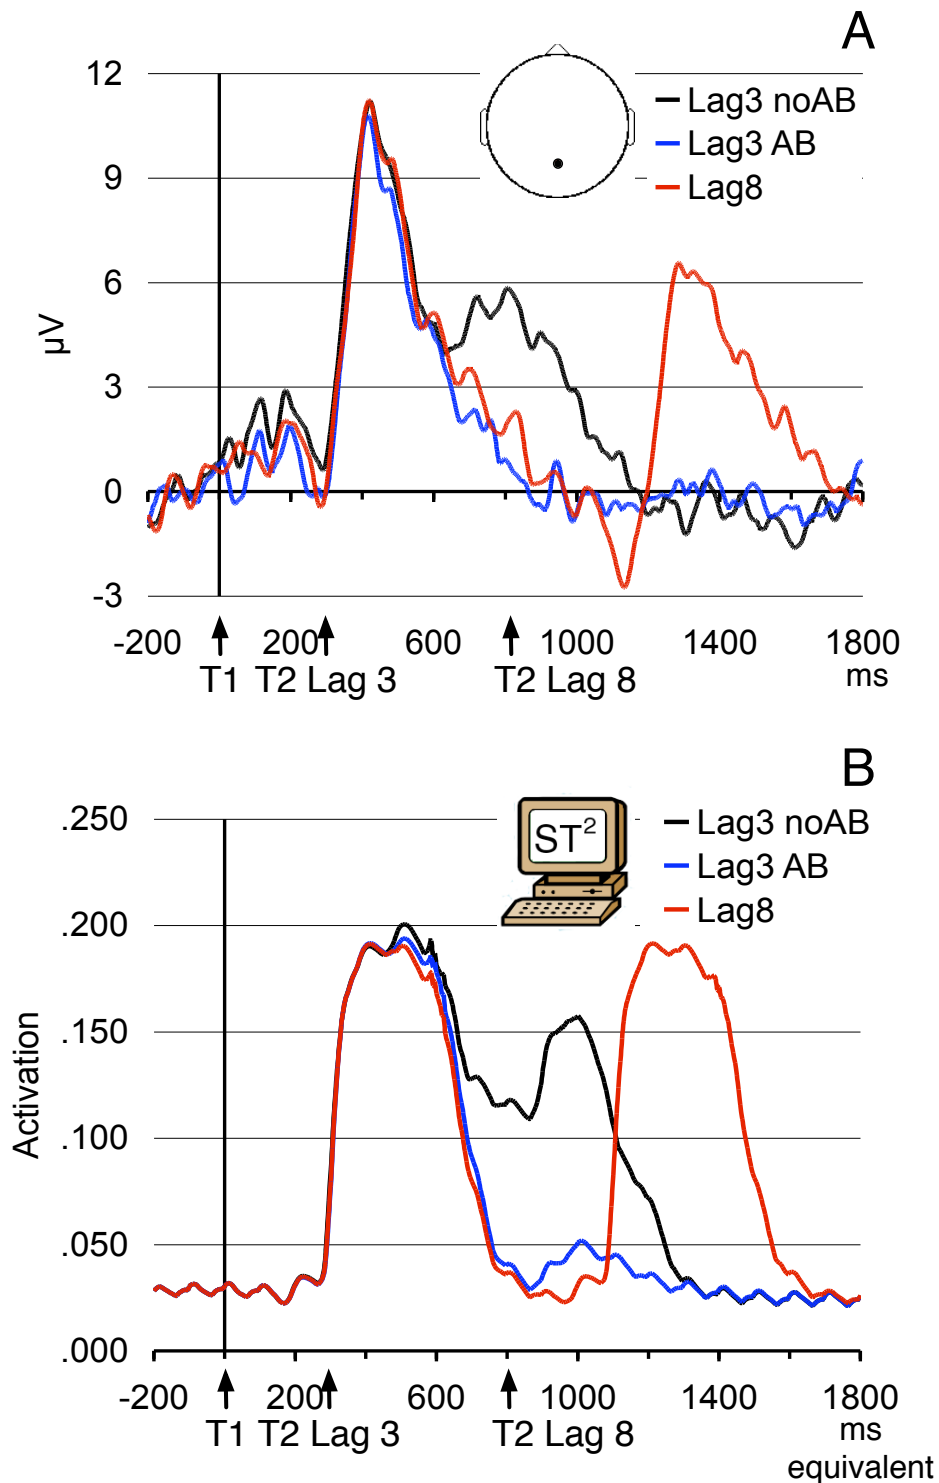 A
12
9
6
3
0
-3
µV
Lag3 noAB
Lag3 AB
Lag8
-200 200 600 1000 1400 1800
ms
T1 T2 Lag 3 T2 Lag 8
B
.250
.200
.150
.100
.050
.000
Activation
ST2
Lag3 noAB
Lag3 AB
Lag8
-200 200 600 1000 1400 1800
T1 T2 Lag 3 T2 Lag 8 ms
equivalent